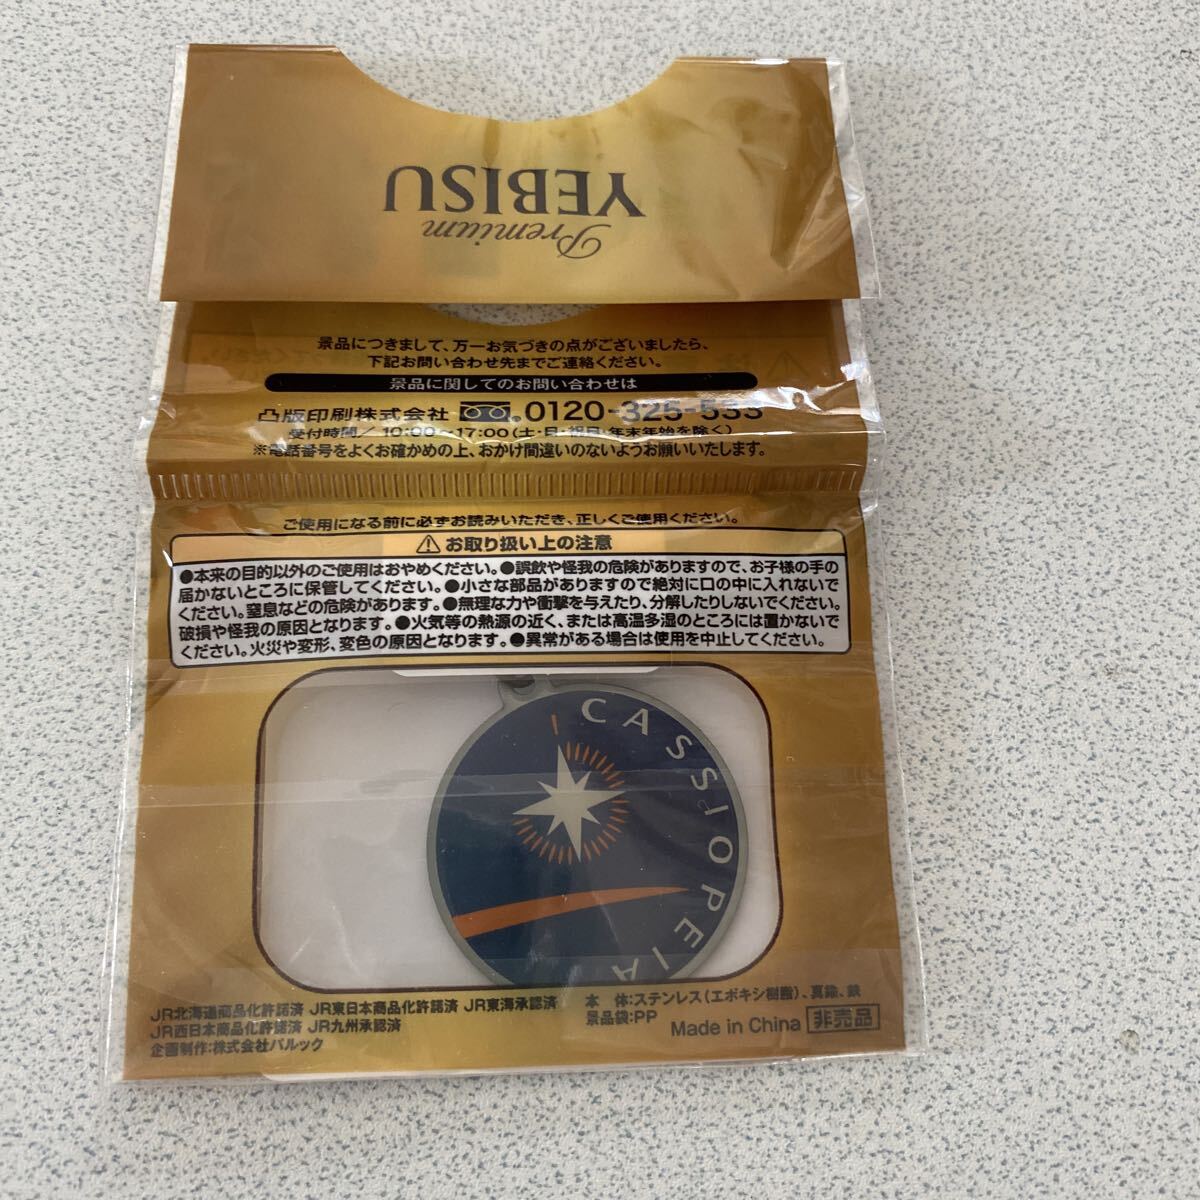 Premium
YEBISU
景品につきまして、万一お気づきの点がございましたら、
下記お問い合わせ先までご連絡ください。
景品に関してのお問い合わせは
凸版印刷株式会社 0120-325-533
受付時間/10:00~17:00(土・日・祝日・年末年始を除く)
※電話番号をよくお確かめの上、おかけ間違いのないようお願いいたします。
ご使用になる前に必ずお読みいただき、正しくご使用ください。
⚠お取り扱い上の注意
●本来の目的以外のご使用はおやめください。●誤飲や怪我の危険がありますので、お子様の手の
届かないところに保管してください。●小さな部品がありますので絶対に口の中に入れないで
ください。窒息などの危険があります。●無理な力や衝撃を与えたり、分解したりしないでください。
破損や怪我の原因となります。●火気等の熱源の近く、または高温多湿のところには置かないで
ください。火災や変形、変色の原因となります。●異常がある場合は使用を中止してください。
CASSIOPEIA
JR北海道商品化許諾済 JR東日本商品化許諾済 JR東海承認済
JR西日本商品化許諾済 JR九州承認済
企画制作:株式会社バルック
本 体:ステンレス(エポキシ樹脂)、真鍮、鉄
景品袋:PP
Made in China 非売品